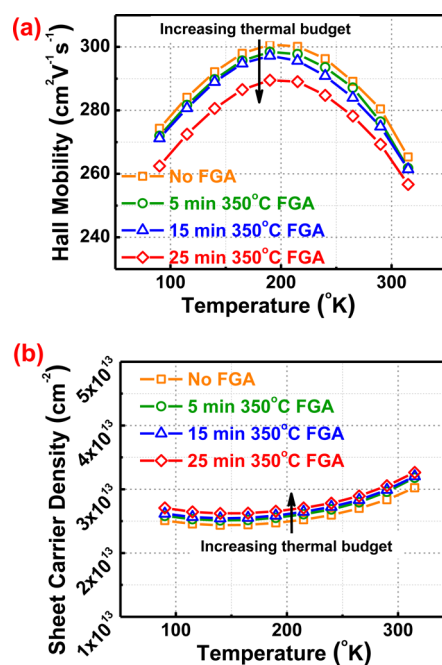 (a)
Increasing thermal budget
Hall Mobility (cm²V⁻¹s⁻¹)
300
280
260
240
No FGA
5 min 350°C FGA
15 min 350°C FGA
25 min 350°C FGA
100 200 300
Temperature (°K)
(b)
Sheet Carrier Density (cm⁻²)
5x10¹³
4x10¹³
3x10¹³
2x10¹³
1x10¹³
No FGA
5 min 350°C FGA
15 min 350°C FGA
25 min 350°C FGA
Increasing thermal budget
100 200 300
Temperature (°K)